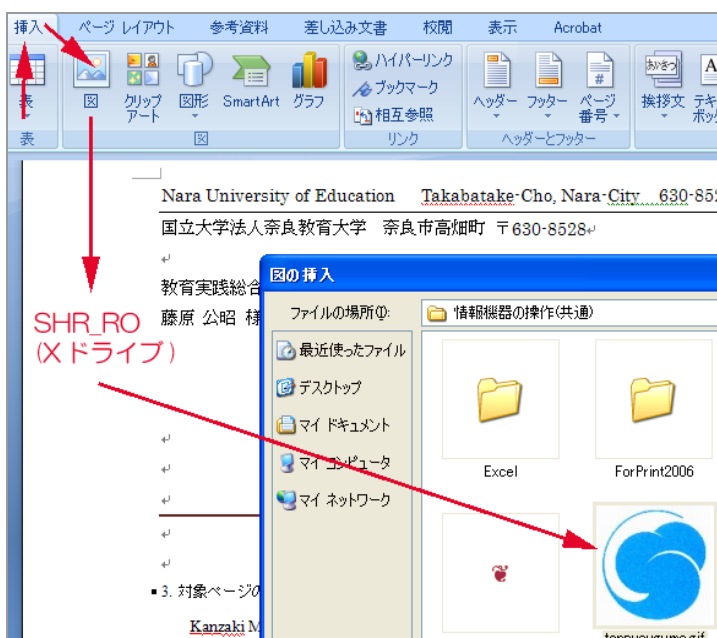 挿入 ページ レイアウト 参考資料 差し込み文書 校閲 表示 Acrobat
表 図 クリップ アート 図形 SmartArt グラフ
ハイパーリンク
ブックマーク
相互参照
ヘッダー フッター ページ 番号
挨拶文
表 図 リンク ヘッダーとフッター
Nara University of Education Takabatake-Cho, Nara-City 630-852
国立大学法人奈良教育大学 奈良市高畑町 〒630-8528
教育実践総合
藤原 公昭 様
SHR_RO
(X ドライブ)
図の挿入
ファイルの場所(I): 情報機器の操作(共通)
最近使ったファイル
デスクトップ
マイ ドキュメント
マイ コンピュータ
マイ ネットワーク
Excel ForPrint2006
3. 対象ページの
Kanzaki M